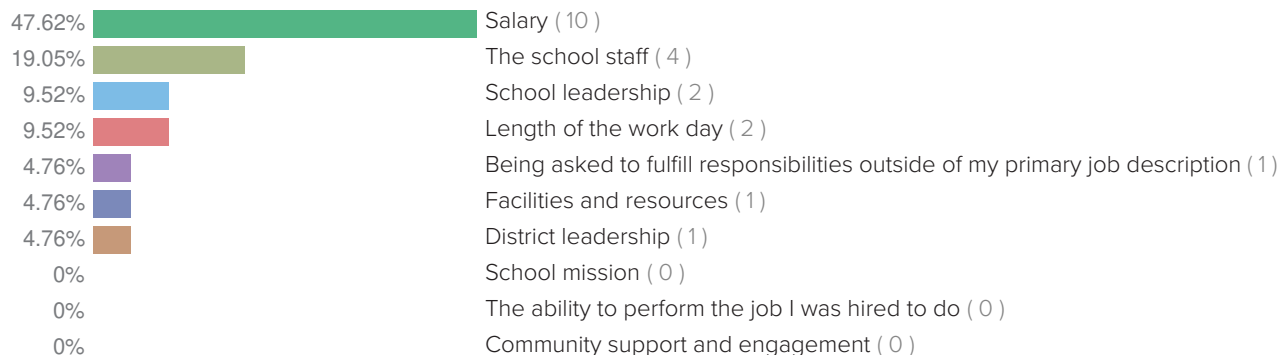 47.62% Salary ( 10 )
19.05% The school staff ( 4 )
9.52% School leadership ( 2 )
9.52% Length of the work day ( 2 )
4.76% Being asked to fulfill responsibilities outside of my primary job description ( 1 )
4.76% Facilities and resources ( 1 )
4.76% District leadership ( 1 )
0% School mission ( 0 )
0% The ability to perform the job I was hired to do ( 0 )
0% Community support and engagement ( 0 )